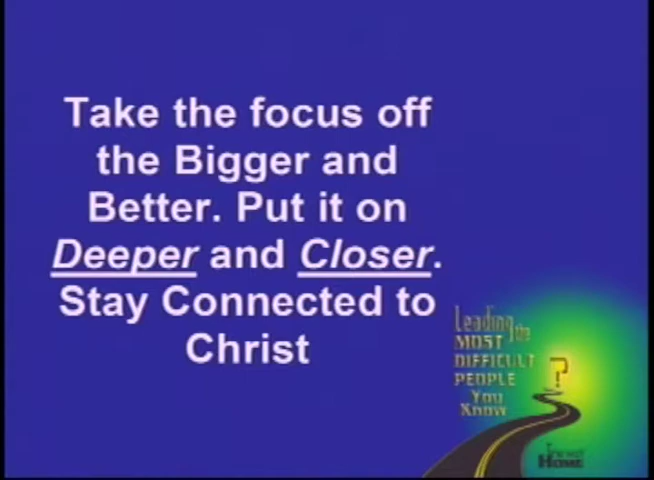 Take the focus off
the Bigger and
Better. Put it on
Deeper and Closer.
Stay Connected to
Christ
Leading the
MOST
DIFFICULT
PEOPLE
You
Know
?
HOME